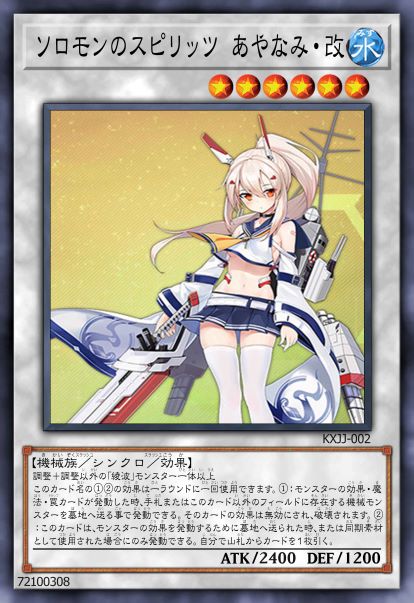 ソロモンのスピリッツ あやなみ・改
みず
水
KXJJ-002
【機械族／シンクロ／効果】
調整＋調整以外の「綾波」モンスター一体以上
このカード名の①②の効果は一ラウンドに一回使用できます。①：モンスターの効果・魔
法・罠カードが発動した時、手札またはこのカード以外のフィールドに存在する機械モン
スターを墓地へ送る事で発動できる。そのカードの効果は無効にされ、破壊されます。②
：このカードは、モンスターの効果を発動するために墓地へ送られた時、または同期素材
として使用された場合にのみ発動できる。自分で山札からカードを1枚引く。
ATK/2400 DEF/1200
72100308